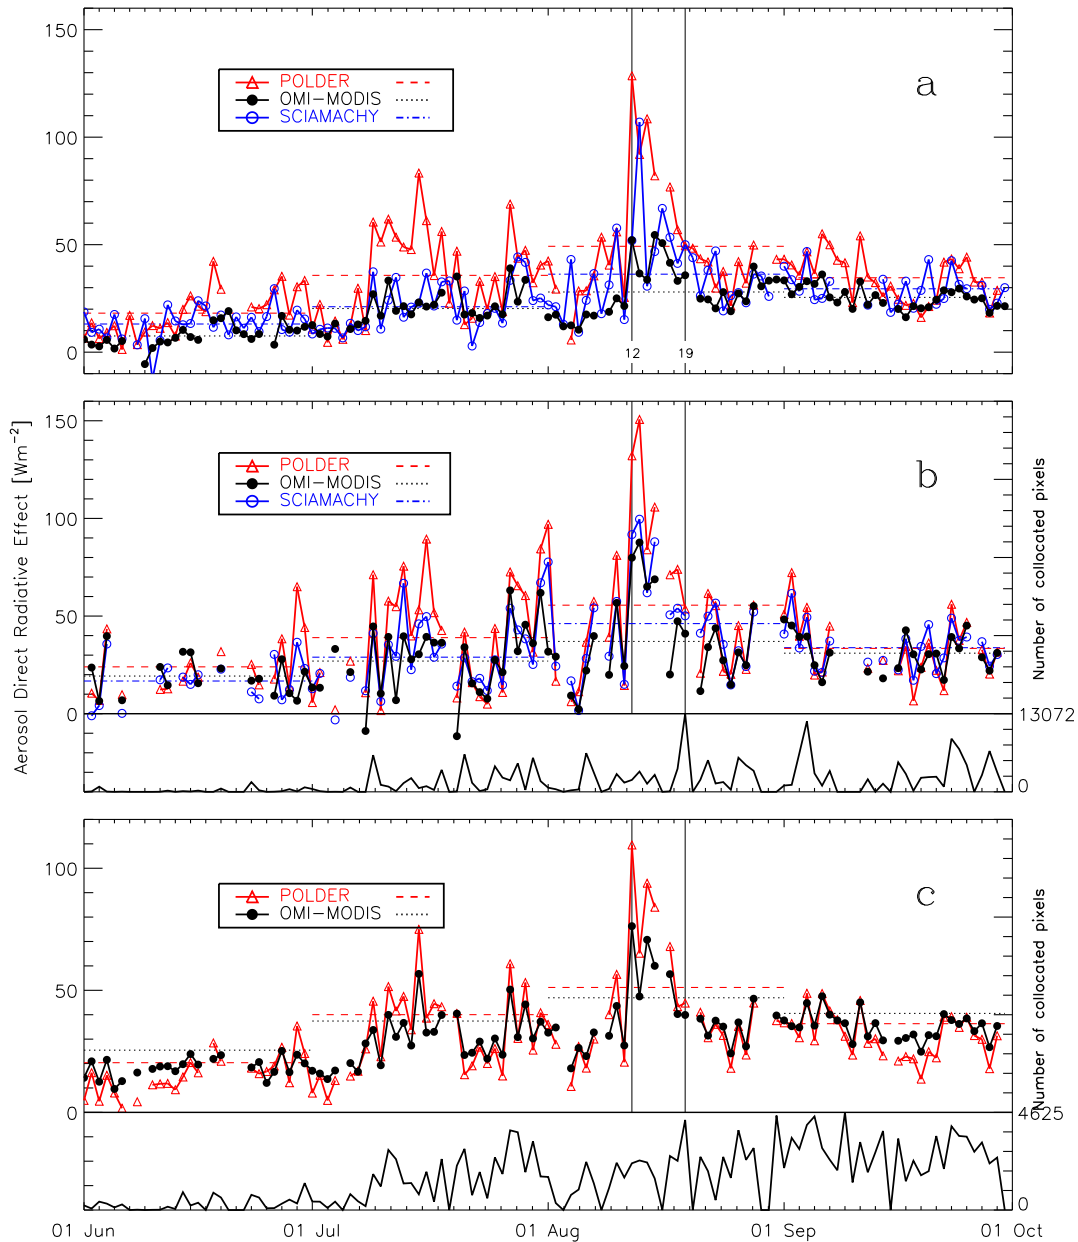 150
100
50
0
POLDER
OMI-MODIS
SCIAMACHY
a
12
19
150
100
50
0
POLDER
OMI-MODIS
SCIAMACHY
b
Aerosol Direct Radiative Effect [Wm-2]
Number of collocated pixels
13072
0
100
50
0
POLDER
OMI-MODIS
c
Number of collocated pixels
4625
0
01 Jun
01 Jul
01 Aug
01 Sep
01 Oct